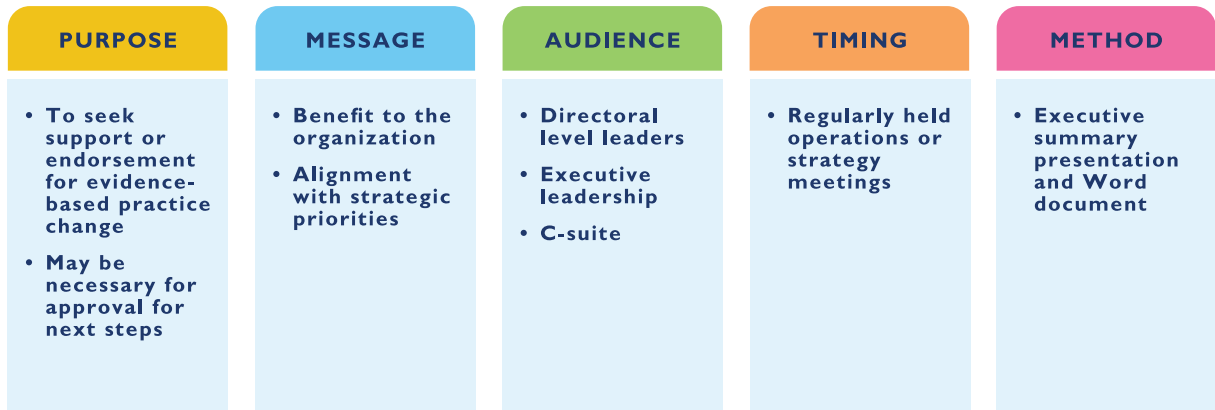 PURPOSE
• To seek
support or
endorsement
for evidence-
based practice
change
• May be
necessary for
approval for
next steps
MESSAGE
• Benefit to the
organization
• Alignment
with strategic
priorities
AUDIENCE
• Directoral
level leaders
• Executive
leadership
• C-suite
TIMING
• Regularly held
operations or
strategy
meetings
METHOD
• Executive
summary
presentation
and Word
document